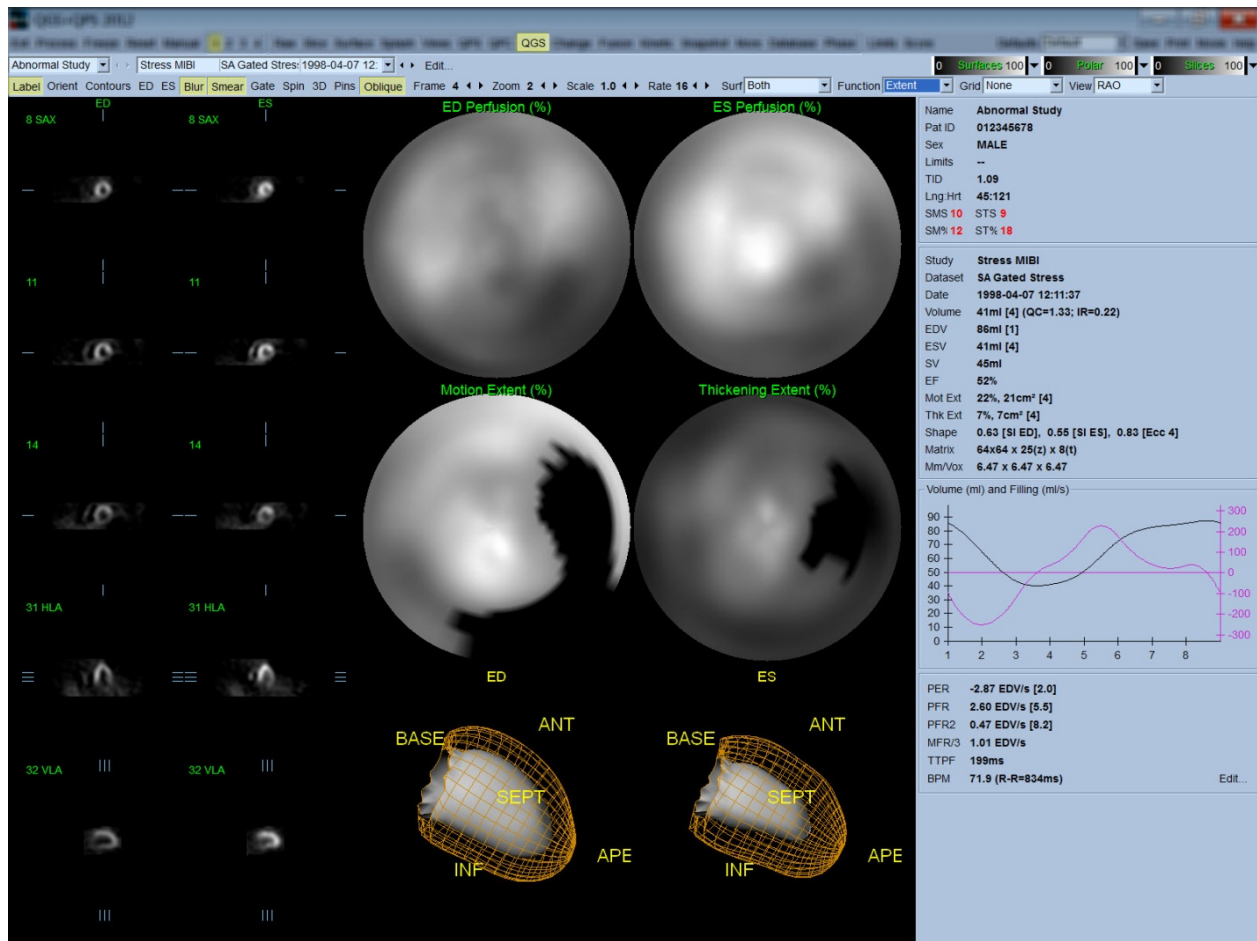 QGS+QPS 2012
QGS
Abnormal Study Stress MIBI SA Gated Stres: 1998-04-07 12: Edit...
0 Surfaces 100 0 Polar 100 0 Slices 100
Label Orient Contours ED ES Blur Smear Gate Spin 3D Pins Oblique Frame 4 Zoom 2 Scale 1.0 Rate 16 Surf Both Function Extent Grid None View RAO
ED ES
8 SAX 8 SAX
11 11
14 14
31 HLA 31 HLA
32 VLA 32 VLA
ED Perfusion (%) ES Perfusion (%)
Motion Extent (%) Thickening Extent (%)
ED ES
BASE ANT SEPT INF APE
BASE ANT SEPT INF APE
Name Abnormal Study
Pat ID 012345678
Sex MALE
Limits --
TID 1.09
Lng:Hrt 45:121
SMS 10 STS 9
SM% 12 ST% 18
Study Stress MIBI
Dataset SA Gated Stress
Date 1998-04-07 12:11:37
Volume 41ml [4] (QC=1.33; IR=0.22)
EDV 86ml [1]
ESV 41ml [4]
SV 45ml
EF 52%
Mot Ext 22%, 21cm² [4]
Thk Ext 7%, 7cm² [4]
Shape 0.63 [SI ED], 0.55 [SI ES], 0.83 [Ecc 4]
Matrix 64x64 x 25(z) x 8(t)
Mm/Vox 6.47 x 6.47 x 6.47
Volume (ml) and Filling (ml/s)
90 80 70 60 50 40 30 20 10 0
300 200 100 0 -100 -200 -300
1 2 3 4 5 6 7 8
PER -2.87 EDV/s [2.0]
PFR 2.60 EDV/s [5.5]
PFR2 0.47 EDV/s [8.2]
MFR/3 1.01 EDV/s
TTPF 199ms
BPM 71.9 (R-R=834ms) Edit...